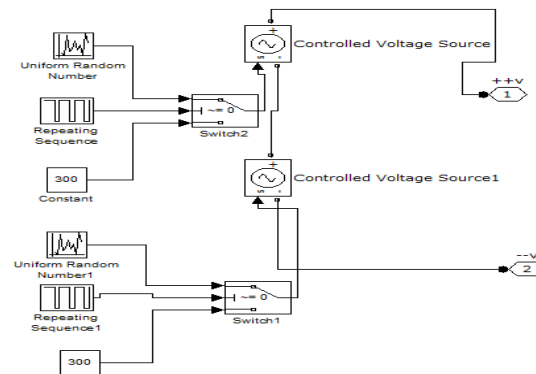 +
Controlled Voltage Source
s
-
Uniform Random
Number
++v
1
~= 0
Repeating
Sequence
Switch2
+
300
Controlled Voltage Source1
s
-
Constant
--v
2
Uniform Random
Number1
~= 0
Repeating
Sequence1
Switch1
300